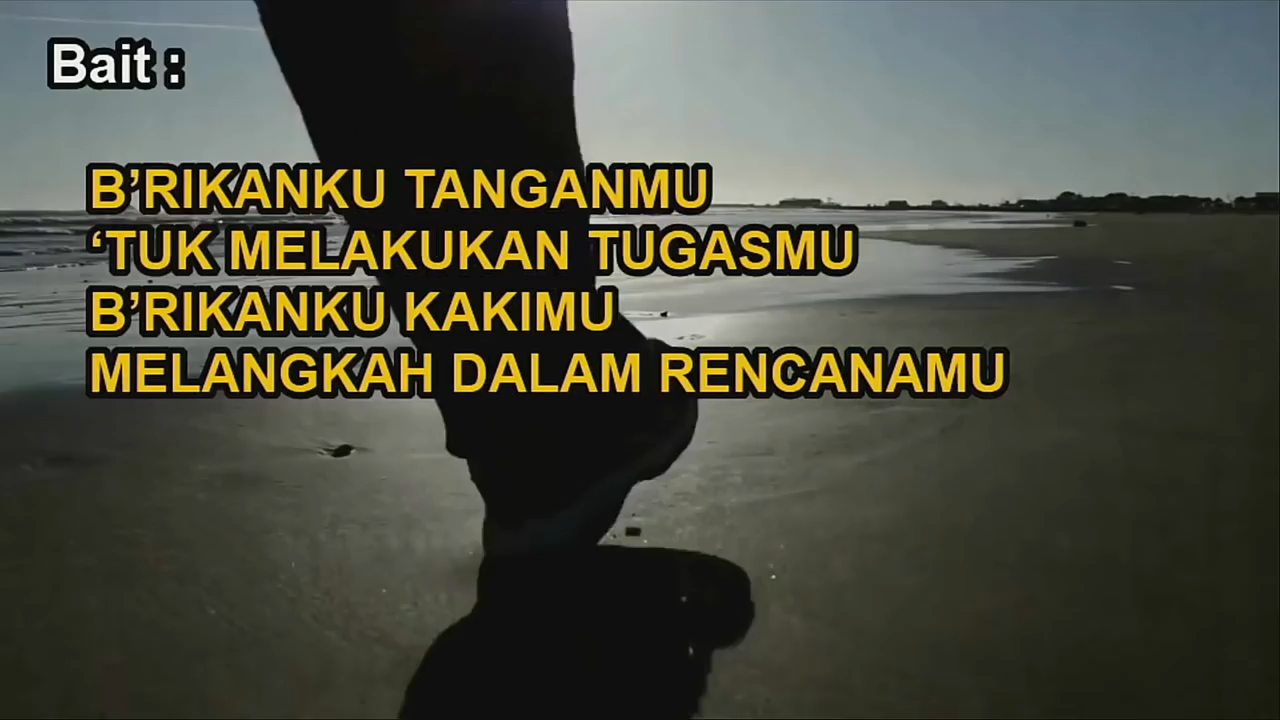 Bait :
B’RIKANKU TANGANMU
‘TUK MELAKUKAN TUGASMU
B’RIKANKU KAKIMU
MELANGKAH DALAM RENCANAMU